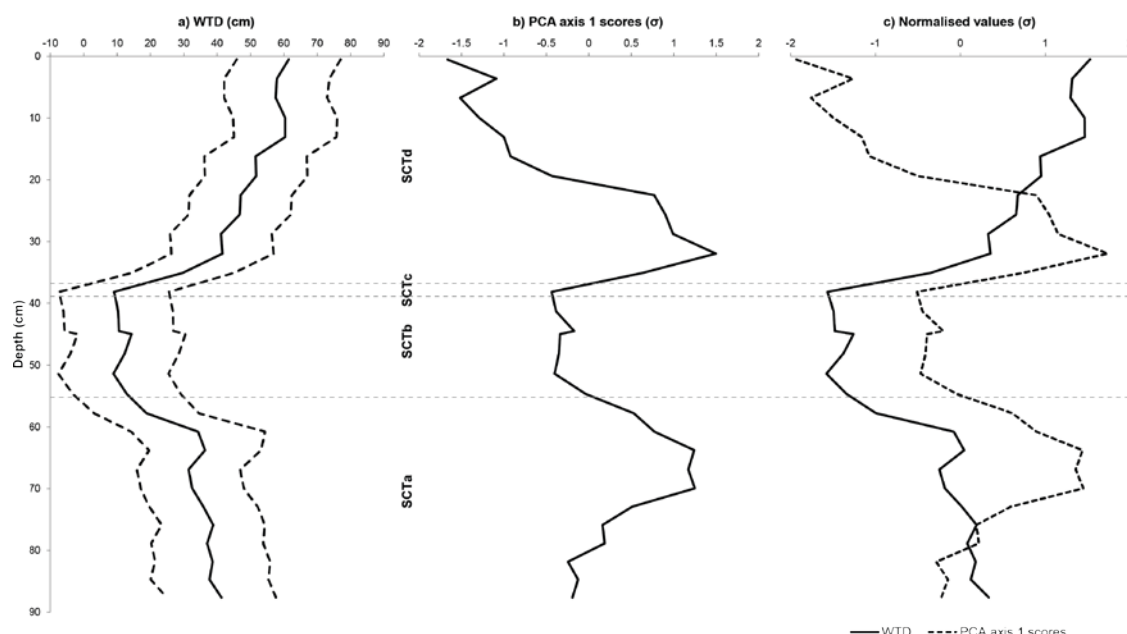 a) WTD (cm)
-10 0 10 20 30 40 50 60 70 80 90
b) PCA axis 1 scores (σ)
-2 -1.5 -1 -0.5 0 0.5 1 1.5 2
c) Normalised values (σ)
-2 -1 0 1
Depth (cm)
0
10
20
30
40
50
60
70
80
90
SCTd
SCTc
SCTb
SCTa
WTD
PCA axis 1 scores